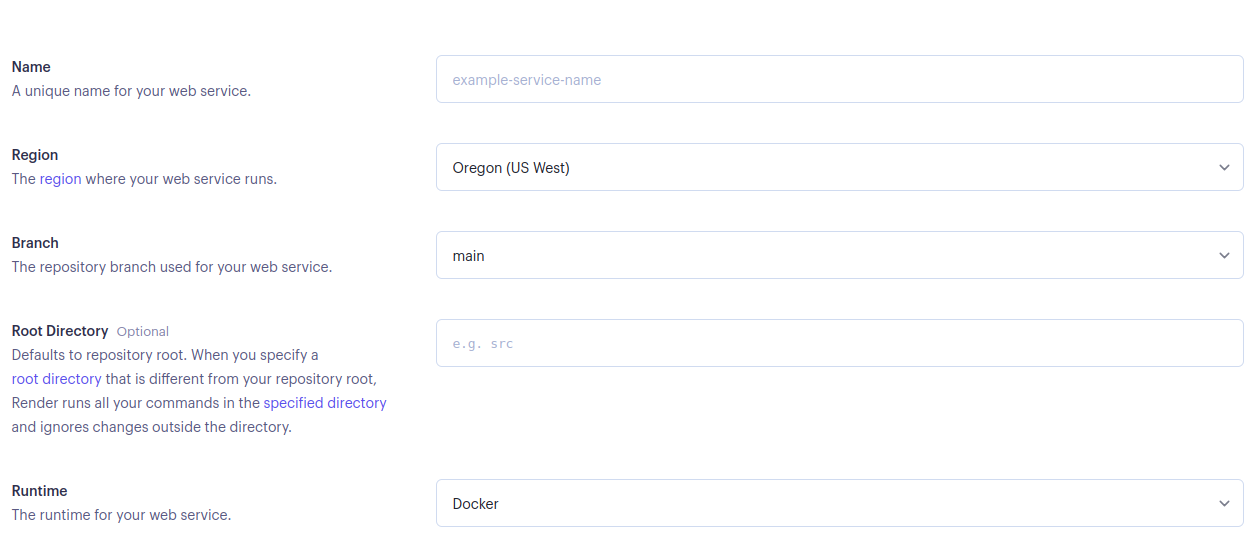 Name
A unique name for your web service.
example-service-name
Region
The region where your web service runs.
Oregon (US West)
Branch
The repository branch used for your web service.
main
Root Directory Optional
Defaults to repository root. When you specify a
root directory that is different from your repository root,
Render runs all your commands in the specified directory
and ignores changes outside the directory.
e.g. src
Runtime
The runtime for your web service.
Docker